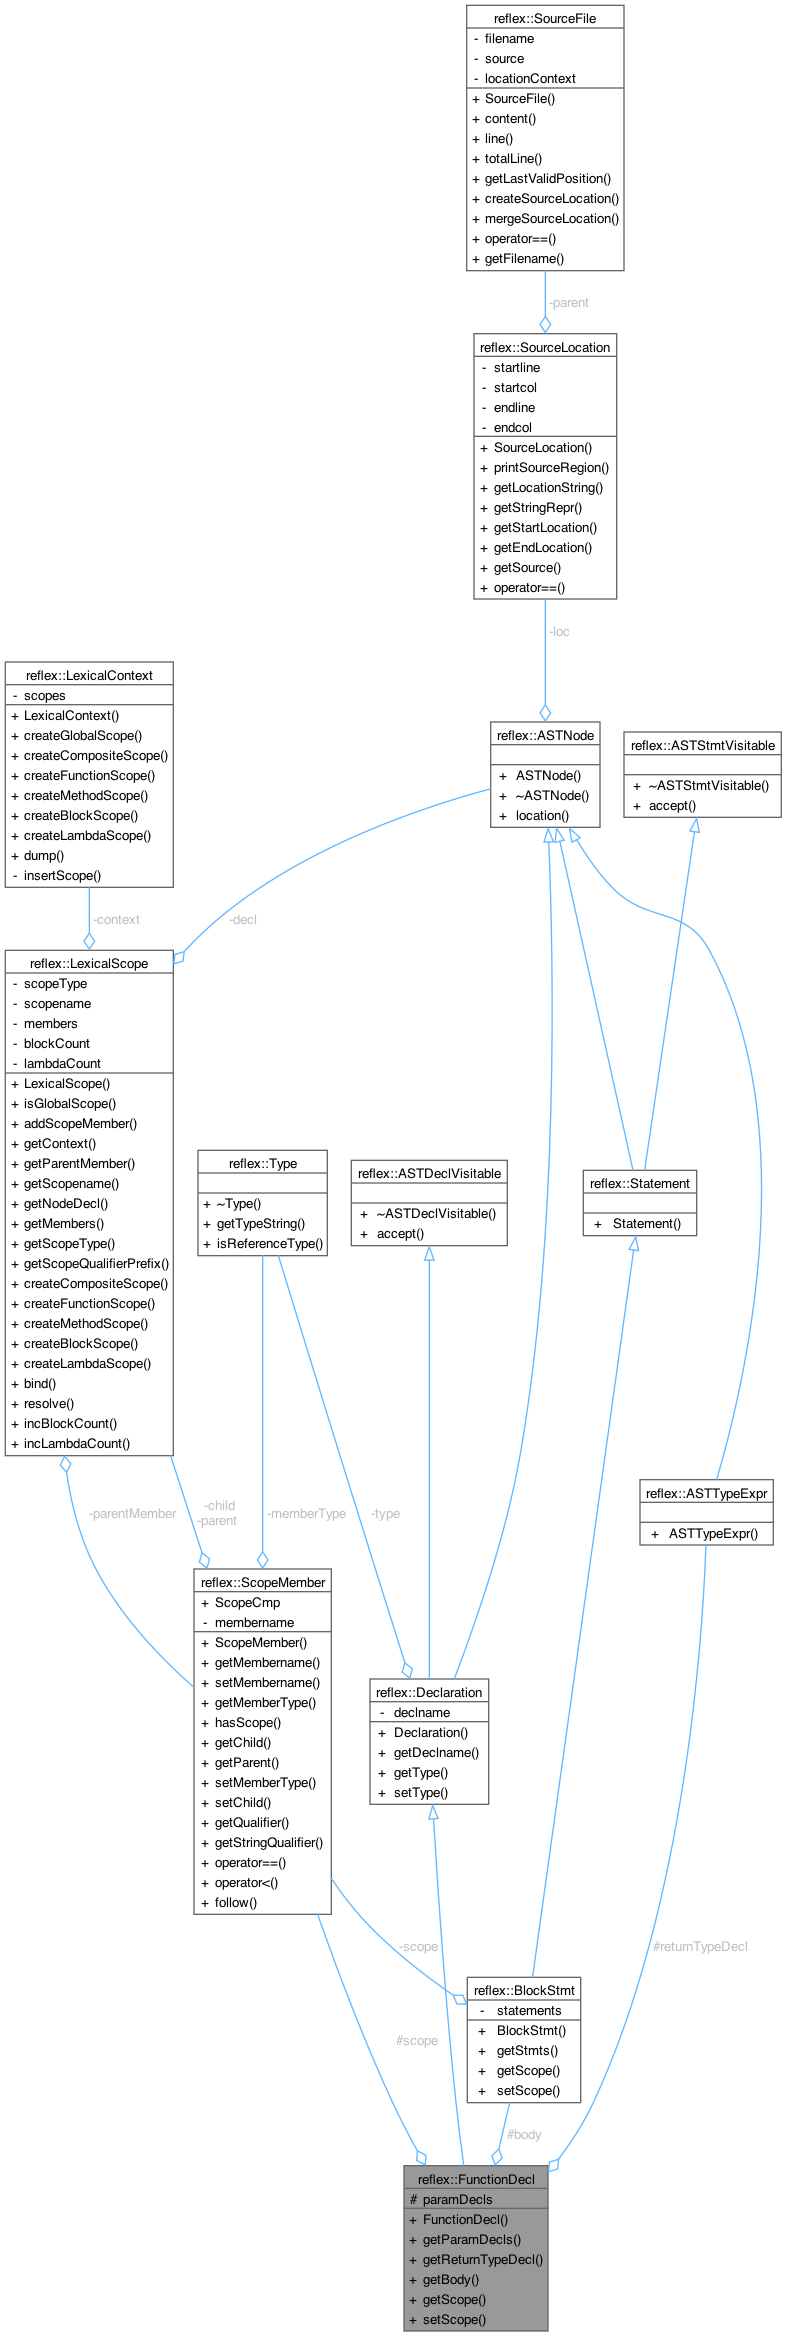 reflex::SourceFile
- filename
- source
- locationContext
+ SourceFile()
+ content()
+ line()
+ totalLine()
+ getLastValidPosition()
+ createSourceLocation()
+ mergeSourceLocation()
+ operator==()
+ getFilename()
-parent
reflex::SourceLocation
- startline
- startcol
- endline
- endcol
+ SourceLocation()
+ printSourceRegion()
+ getLocationString()
+ getStringRepr()
+ getStartLocation()
+ getEndLocation()
+ getSource()
+ operator==()
-loc
reflex::LexicalContext
- scopes
+ LexicalContext()
+ createGlobalScope()
+ createCompositeScope()
+ createFunctionScope()
+ createMethodScope()
+ createBlockScope()
+ createLambdaScope()
+ dump()
- insertScope()
reflex::ASTNode
+ ASTNode()
+ ~ASTNode()
+ location()
reflex::ASTStmtVisitable
+ ~ASTStmtVisitable()
+ accept()
-context
-decl
reflex::LexicalScope
- scopeType
- scopename
- members
- blockCount
- lambdaCount
+ LexicalScope()
+ isGlobalScope()
+ addScopeMember()
+ getContext()
+ getParentMember()
+ getScopename()
+ getNodeDecl()
+ getMembers()
+ getScopeType()
+ getScopeQualifierPrefix()
+ createCompositeScope()
+ createFunctionScope()
+ createMethodScope()
+ createBlockScope()
+ createLambdaScope()
+ bind()
+ resolve()
+ incBlockCount()
+ incLambdaCount()
reflex::Type
+ ~Type()
+ getTypeString()
+ isReferenceType()
reflex::ASTDeclVisitable
+ ~ASTDeclVisitable()
+ accept()
reflex::Statement
+ Statement()
reflex::ASTTypeExpr
+ ASTTypeExpr()
-parentMember
-child
-parent
-memberType
-type
reflex::ScopeMember
+ ScopeCmp
- membername
+ ScopeMember()
+ getMembername()
+ setMembername()
+ getMemberType()
+ hasScope()
+ getChild()
+ getParent()
+ setMemberType()
+ setChild()
+ getQualifier()
+ getStringQualifier()
+ operator==()
+ operator<()
+ follow()
reflex::Declaration
- declname
+ Declaration()
+ getDeclname()
+ getType()
+ setType()
-scope
#returnTypeDecl
reflex::BlockStmt
- statements
+ BlockStmt()
+ getStmts()
+ getScope()
+ setScope()
#scope
#body
reflex::FunctionDecl
# paramDecls
+ FunctionDecl()
+ getParamDecls()
+ getReturnTypeDecl()
+ getBody()
+ getScope()
+ setScope()